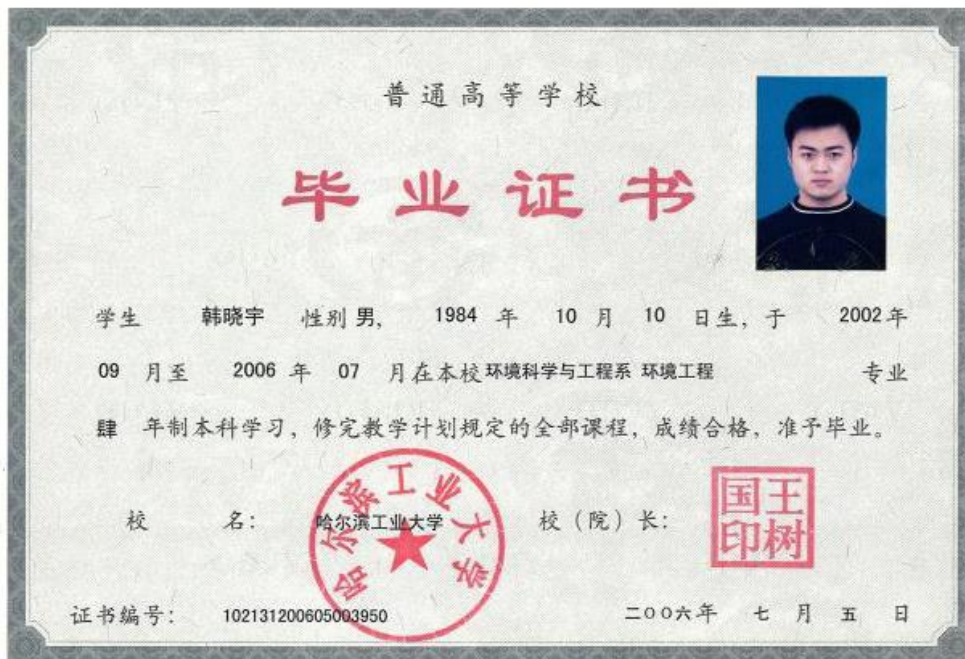 普通高等学校
毕业证书
学生 韩晓宇 性别 男, 1984 年 10 月 10 日生, 于 2002 年
09 月至 2006 年 07 月在本校 环境科学与工程系 环境工程 专业
肆 年制本科学习, 修完教学计划规定的全部课程, 成绩合格, 准予毕业。
校 名: 哈尔滨工业大学 校(院)长:
哈尔滨工业大学
王树国印
证书编号: 102131200605003950 二〇〇六年 七 月 五 日